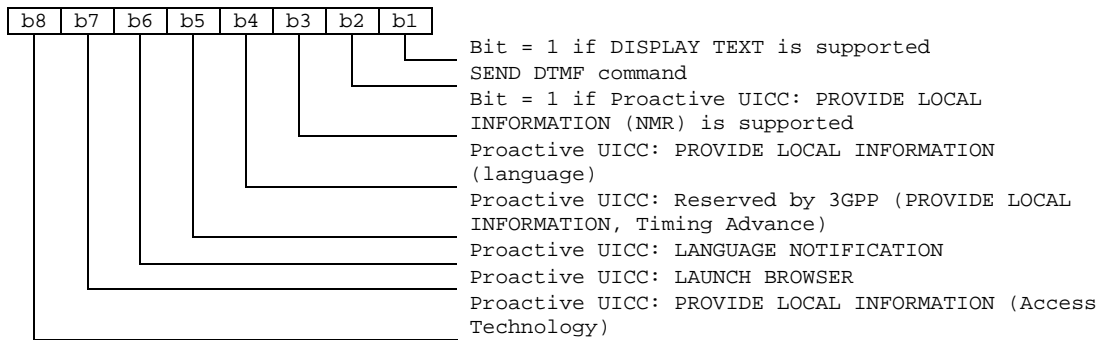 b8 b7 b6 b5 b4 b3 b2 b1
Bit = 1 if DISPLAY TEXT is supported
SEND DTMF command
Bit = 1 if Proactive UICC: PROVIDE LOCAL
INFORMATION (NMR) is supported
Proactive UICC: PROVIDE LOCAL INFORMATION
(language)
Proactive UICC: Reserved by 3GPP (PROVIDE LOCAL
INFORMATION, Timing Advance)
Proactive UICC: LANGUAGE NOTIFICATION
Proactive UICC: LAUNCH BROWSER
Proactive UICC: PROVIDE LOCAL INFORMATION (Access
Technology)